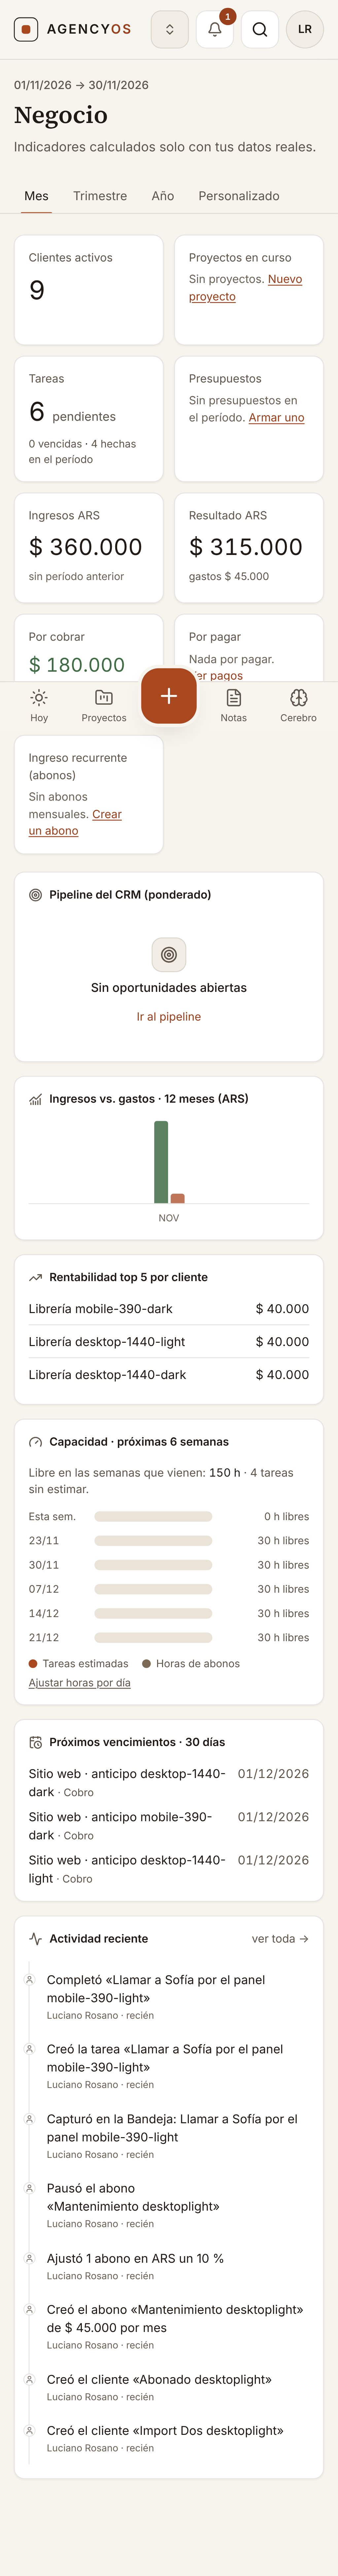 AGENCYOS
1
LR
01/11/2026 → 30/11/2026
Negocio
Indicadores calculados solo con tus datos reales.
Mes
Trimestre
Año
Personalizado
Clientes activos
9
Proyectos en curso
Sin proyectos. Nuevo
proyecto
Tareas
6 pendientes
0 vencidas · 4 hechas
en el período
Presupuestos
Sin presupuestos en
el período. Armar uno
Ingresos ARS
$ 360.000
sin período anterior
Resultado ARS
$ 315.000
gastos $ 45.000
Por cobrar
$ 180.000
Por pagar
Nada por pagar.
er pagos
Hoy
Proyectos
Notas
Cerebro
Ingreso recurrente
(abonos)
Sin abonos
mensuales. Crear
un abono
Pipeline del CRM (ponderado)
Sin oportunidades abiertas
Ir al pipeline
Ingresos vs. gastos · 12 meses (ARS)
NOV
Rentabilidad top 5 por cliente
Librería mobile-390-dark $ 40.000
Librería desktop-1440-light $ 40.000
Librería desktop-1440-dark $ 40.000
Capacidad · próximas 6 semanas
Libre en las semanas que vienen: 150 h · 4 tareas
sin estimar.
Esta sem. 0 h libres
23/11 30 h libres
30/11 30 h libres
07/12 30 h libres
14/12 30 h libres
21/12 30 h libres
Tareas estimadas Horas de abonos
Ajustar horas por día
Próximos vencimientos · 30 días
Sitio web · anticipo desktop-1440- 01/12/2026
dark · Cobro
Sitio web · anticipo mobile-390- 01/12/2026
dark · Cobro
Sitio web · anticipo desktop-1440- 01/12/2026
light · Cobro
Actividad reciente ver toda →
Completó «Llamar a Sofía por el panel
mobile-390-light»
Luciano Rosano · recién
Creó la tarea «Llamar a Sofía por el panel
mobile-390-light»
Luciano Rosano · recién
Capturó en la Bandeja: Llamar a Sofía por el
panel mobile-390-light
Luciano Rosano · recién
Pausó el abono
«Mantenimiento desktoplight»
Luciano Rosano · recién
Ajustó 1 abono en ARS un 10 %
Luciano Rosano · recién
Creó el abono «Mantenimiento desktoplight»
de $ 45.000 por mes
Luciano Rosano · recién
Creó el cliente «Abonado desktoplight»
Luciano Rosano · recién
Creó el cliente «Import Dos desktoplight»
Luciano Rosano · recién